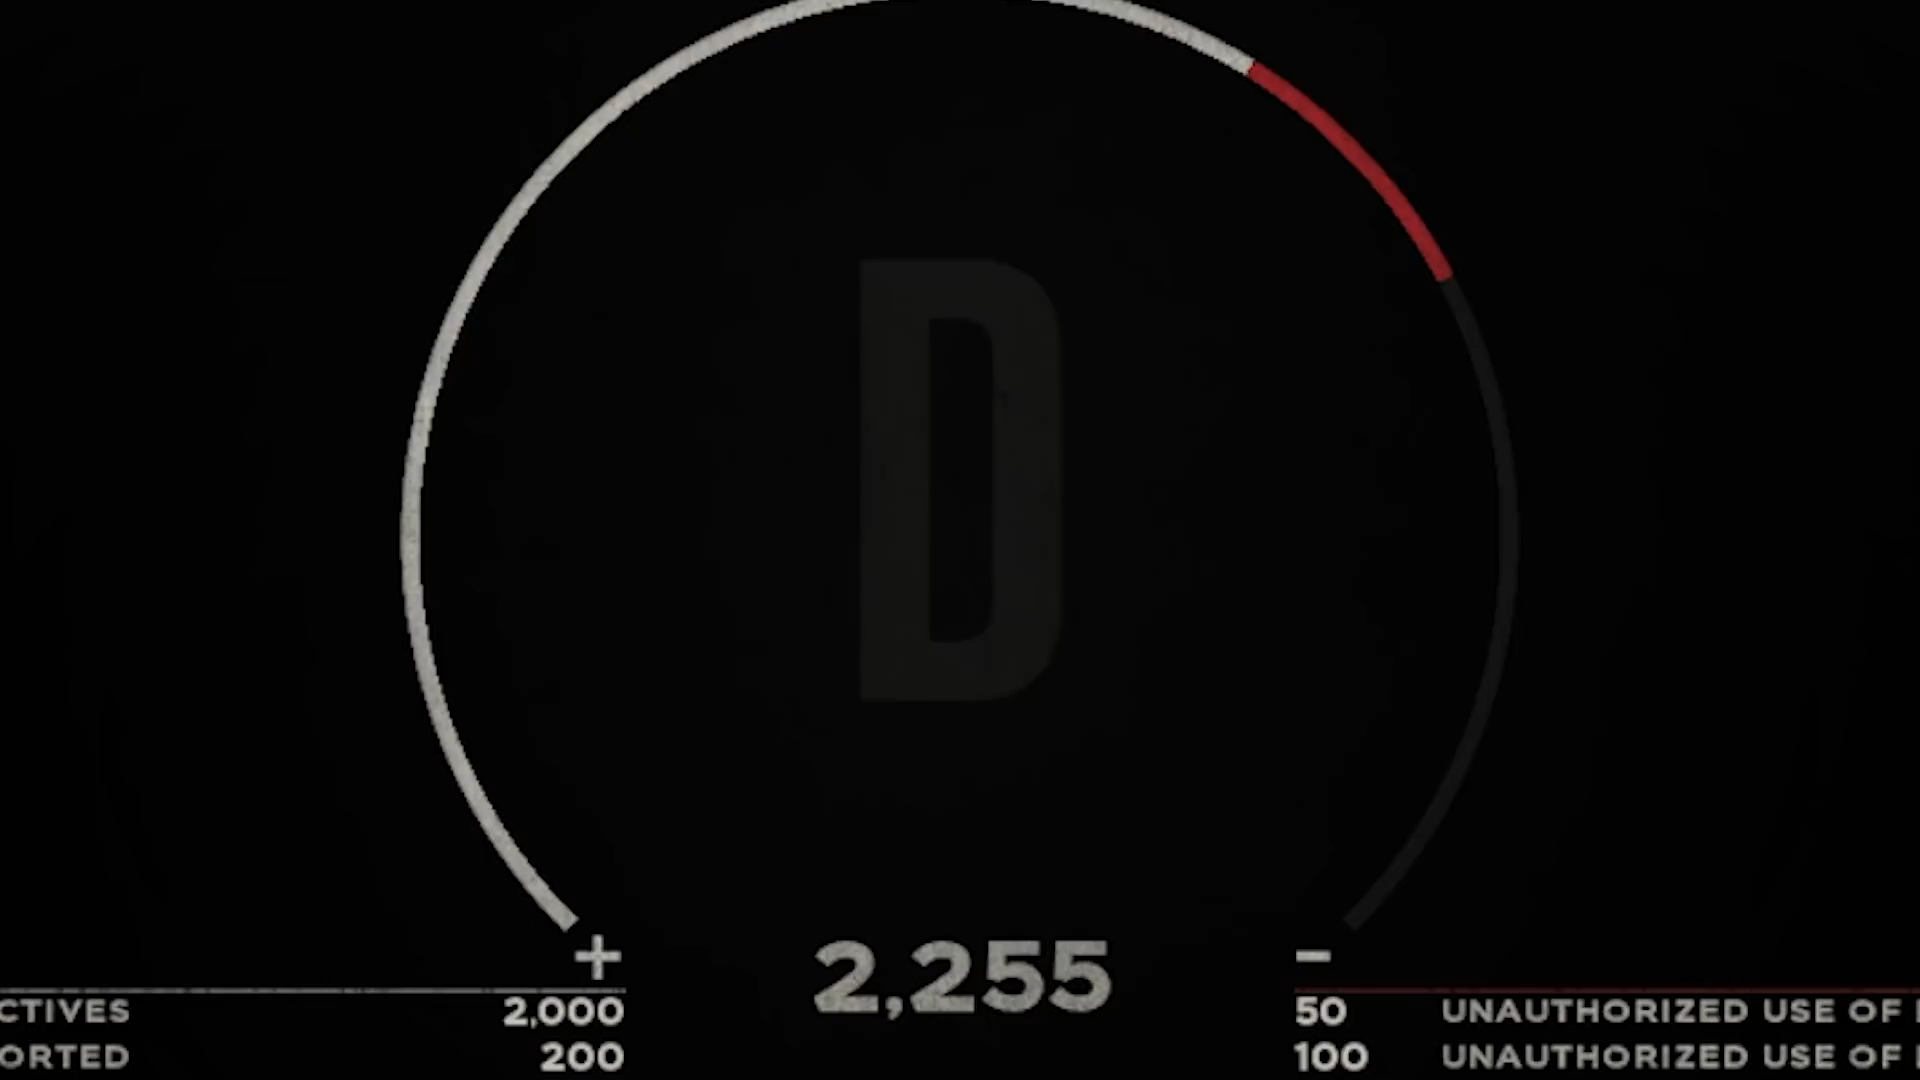 D
+
2,255
−
CTIVES 2,000
50 UNAUTHORIZED USE OF
ORTED 200
100 UNAUTHORIZED USE OF